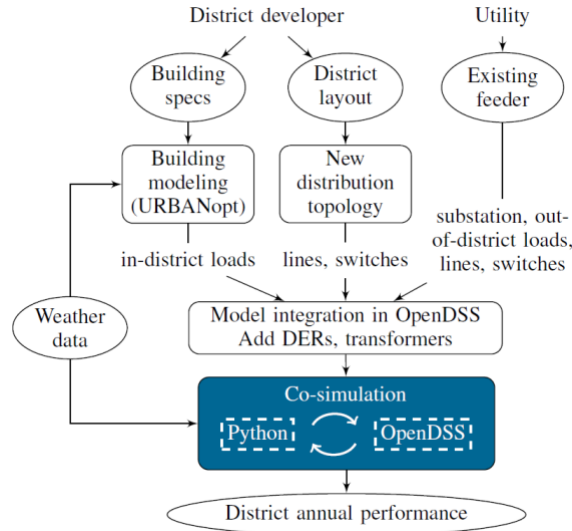 District developer
Utility
Building
specs
District
layout
Existing
feeder
Building
modeling
(URBANopt)
New
distribution
topology
substation, out-
of-district loads,
lines, switches
in-district loads
lines, switches
Weather
data
Model integration in OpenDSS
Add DERs, transformers
Co-simulation
Python
OpenDSS
District annual performance